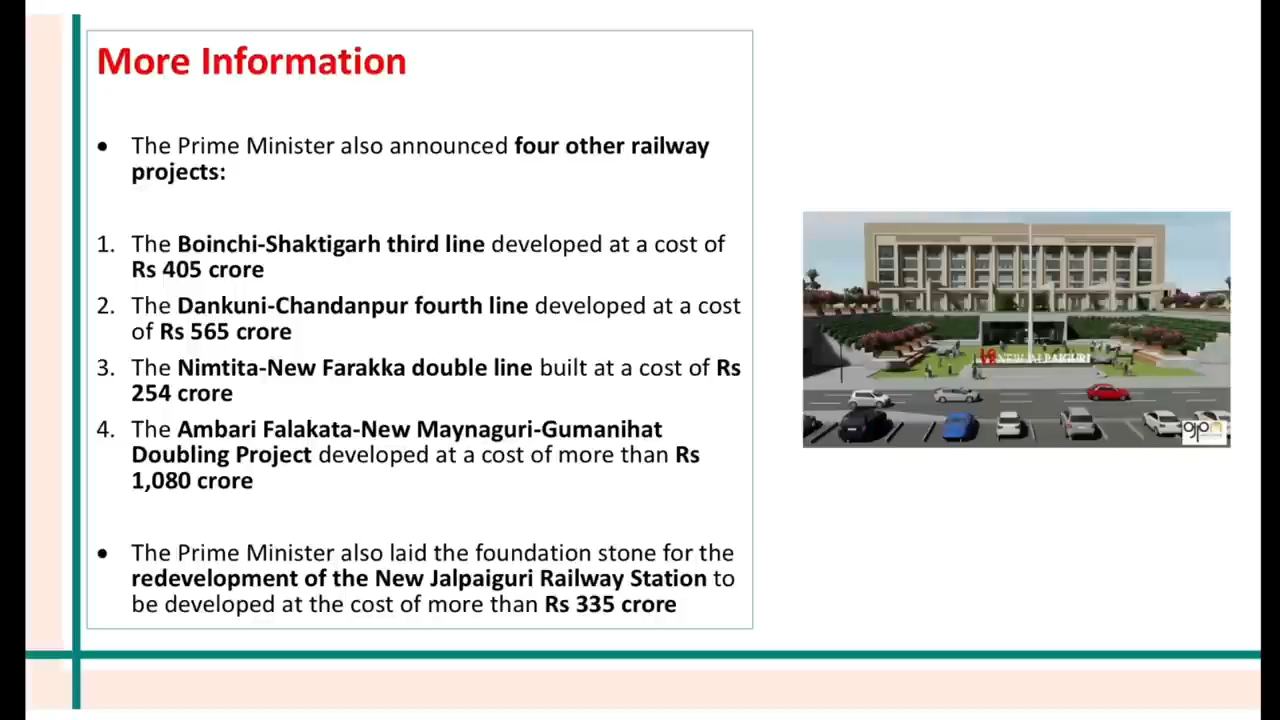 More Information
• The Prime Minister also announced four other railway
projects:
1. The Boinchi-Shaktigarh third line developed at a cost of
Rs 405 crore
2. The Dankuni-Chandanpur fourth line developed at a cost
of Rs 565 crore
3. The Nimtita-New Farakka double line built at a cost of Rs
254 crore
4. The Ambari Falakata-New Maynaguri-Gumanihat
Doubling Project developed at a cost of more than Rs
1,080 crore
• The Prime Minister also laid the foundation stone for the
redevelopment of the New Jalpaiguri Railway Station to
be developed at the cost of more than Rs 335 crore
NEW JALPAIGURI